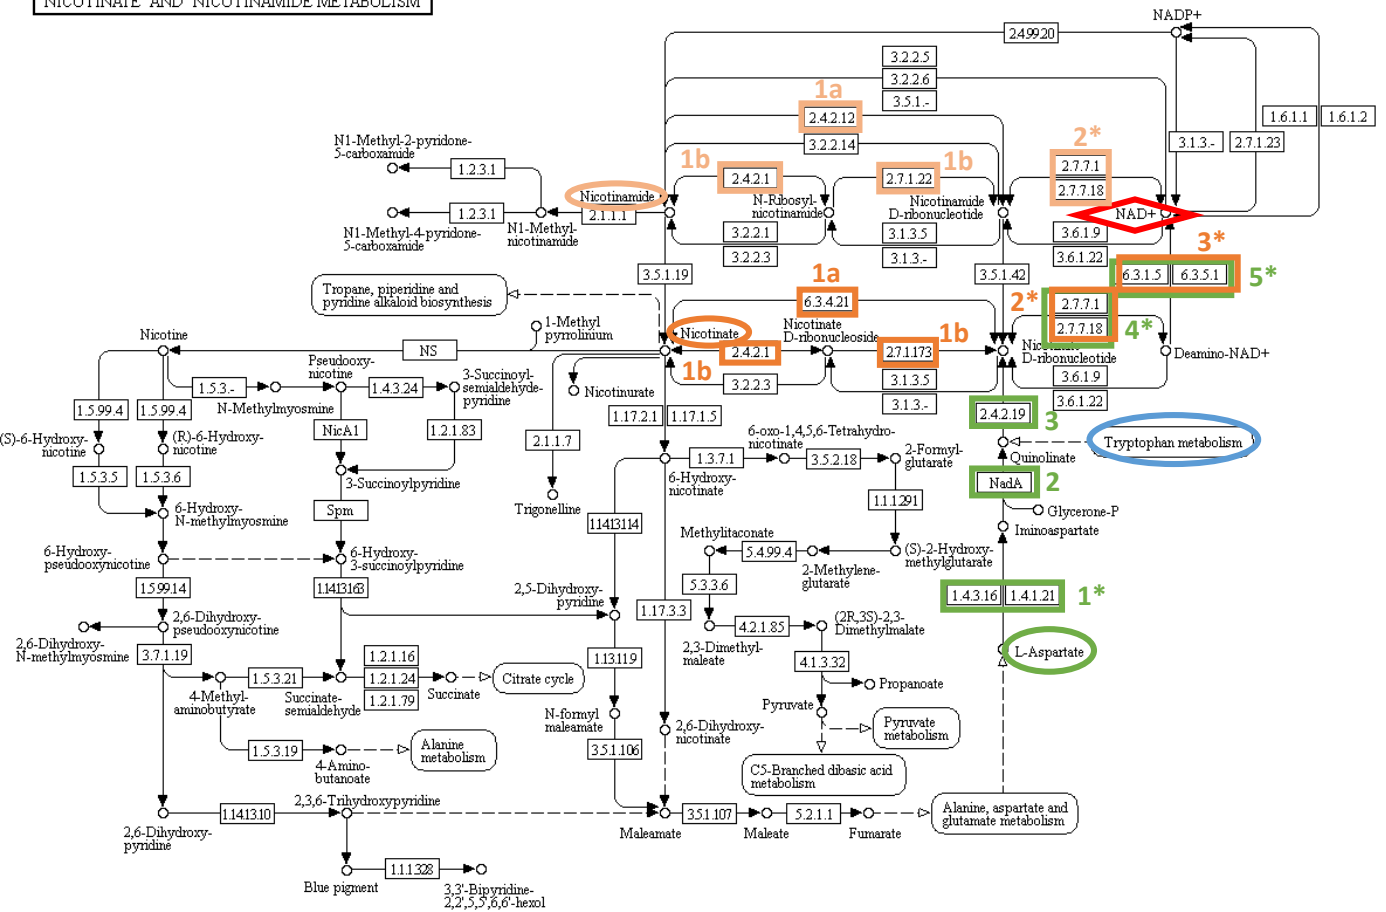 NICOTINATE AND NICOTINAMIDE METABOLISM
NADP+
2.4.99.20
3.2.2.5
3.2.2.6
3.5.1.-
1a
2.4.2.12
3.2.2.14
1.6.1.1
1.6.1.2
3.1.3.-
2.7.1.23
2*
2.7.7.1
2.7.7.18
N1-Methyl-2-pyridone-
5-carboxamide
1.2.3.1
1b
2.4.2.1
2.7.1.22
1b
Nicotinamide
N-Ribosyl-
nicotinamide
Nicotinamide
D-ribonucleotide
NAD+
1.2.3.1
2.1.1.1
N1-Methyl-4-pyridone-
5-carboxamide
N1-Methyl-
nicotinamide
3.2.2.1
3.2.2.3
3.1.3.5
3.1.3.-
3.6.1.9
3.6.1.22
3*
3.5.1.19
1a
3.5.1.42
6.3.1.5
6.3.5.1
5*
Tropane, piperidine and
pyridine alkaloid biosynthesis
6.3.4.21
2*
2.7.7.1
2.7.7.18
4*
Nicotine
1-Methyl
pyrrolinium
Nicotinate
Nicotinate
D-ribonucleoside
1b
NS
2.4.2.1
2.7.1.173
Nicotinate
D-ribonucleotide
Deamino-NAD+
1b
3.2.2.3
3.1.3.5
3.1.3.-
3.6.1.9
3.6.1.22
Pseudooxy-
nicotine
1.5.3.-
1.4.3.24
3-Succinoyl-
semialdehyde-
pyridine
Nicotinurate
N-Methylmyosmine
1.5.99.4
1.5.99.4
NicA1
1.2.1.83
1.17.2.1
1.17.1.5
2.4.2.19
3
(S)-6-Hydroxy-
nicotine
(R)-6-Hydroxy-
nicotine
2.1.1.7
6-oxo-1,4,5,6-Tetrahydro-
nicotinate
2-Formyl-
glutarate
Quinolinate
Tryptophan metabolism
1.5.3.5
1.5.3.6
3-Succinoylpyridine
1.3.7.1
3.5.2.18
6-Hydroxy-
nicotinate
NadA
2
6-Hydroxy-
N-methylmyosmine
Spm
Trigonelline
1.1.1.291
Glycerone-P
Iminoaspartate
1.14.13.114
Methylitaconate
6-Hydroxy-
pseudooxynicotine
6-Hydroxy-
3-succinoylpyridine
5.4.99.4
2-Methylene-
glutarate
(S)-2-Hydroxy-
methylglutarate
1.5.99.14
1.14.13.163
2,5-Dihydroxy-
pyridine
5.3.3.6
1.4.3.16
1.4.1.21
1*
1.17.3.3
2,6-Dihydroxy-
pseudooxynicotine
4.2.1.85
(2R,3S)-2,3-
Dimethylmalate
2,6-Dihydroxy-
N-methylmyosmine
2,3-Dimethyl-
maleate
L-Aspartate
3.7.1.19
1.2.1.16
1.2.1.24
1.2.1.79
1.13.11.9
4.1.3.32
1.5.3.21
Citrate cycle
Propanoate
4-Methyl-
aminobutyrate
Succinate-
semialdehyde
Succinate
Pyruvate
N-formyl
maleamate
2,6-Dihydroxy-
nicotinate
Pyruvate
metabolism
1.5.3.19
Alanine
metabolism
3.5.1.106
4-Amino-
butanoate
C5-Branched dibasic acid
metabolism
2,3,6-Trihydroxypyridine
1.14.13.10
3.5.1.107
5.2.1.1
Alanine, aspartate and
glutamate metabolism
2,6-Dihydroxy-
pyridine
Maleamate
Maleate
Fumarate
1.1.1.328
Blue pigment
3,3'-Bipyridine-
2,2',5,5',6,6'-hexol